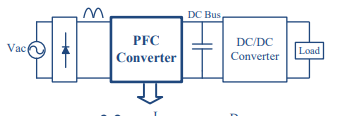 DC Bus
Vac
PFC
Converter
DC/DC
Converter
Load